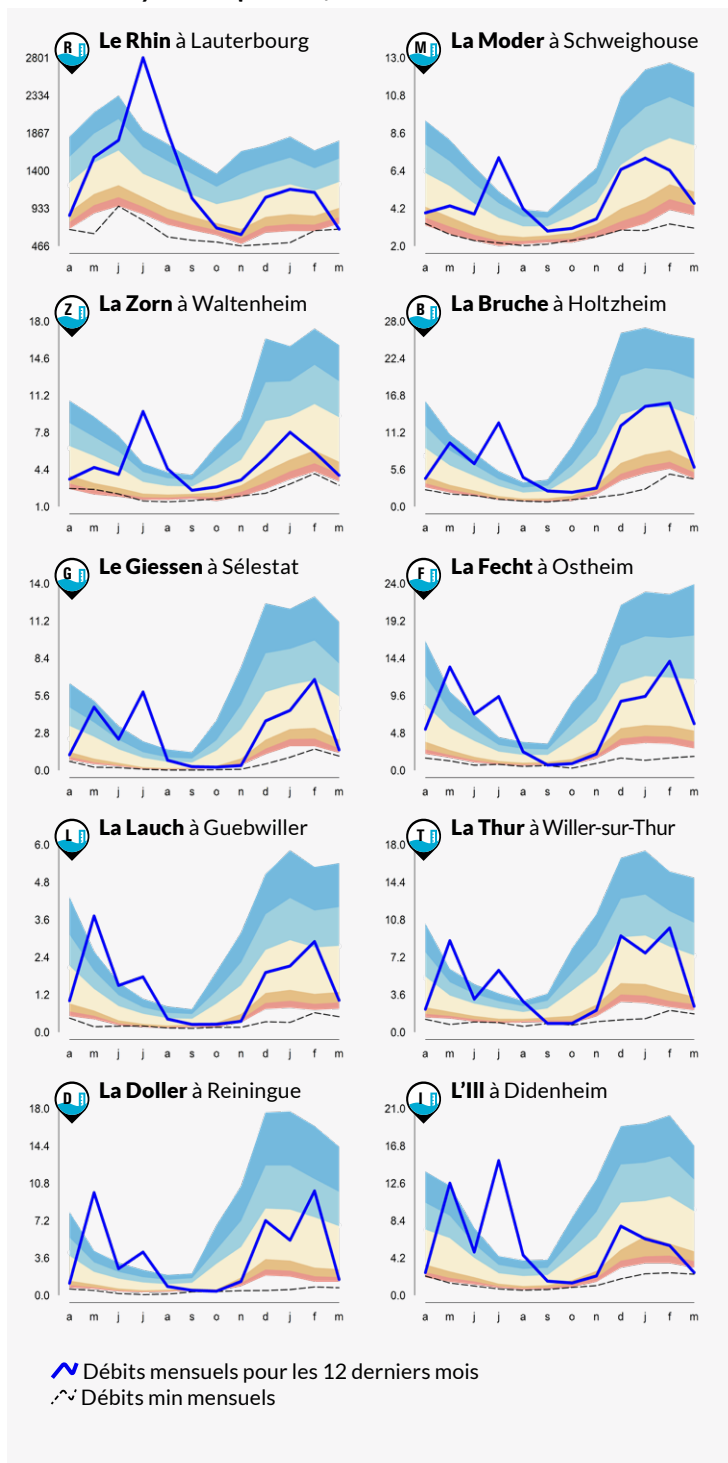 R Le Rhin à Lauterbourg
2801
2334
1867
1400
933
466
a m j j a s o n d j f m
M La Moder à Schweighouse
13.0
10.8
8.6
6.4
4.2
2.0
a m j j a s o n d j f m
Z La Zorn à Waltenheim
18.0
14.6
11.2
7.8
4.4
1.0
a m j j a s o n d j f m
B La Bruche à Holtzheim
28.0
22.4
16.8
11.2
5.6
0.0
a m j j a s o n d j f m
G Le Giessen à Sélestat
14.0
11.2
8.4
5.6
2.8
0.0
a m j j a s o n d j f m
F La Fecht à Ostheim
24.0
19.2
14.4
9.6
4.8
0.0
a m j j a s o n d j f m
L La Lauch à Guebwiller
6.0
4.8
3.6
2.4
1.2
0.0
a m j j a s o n d j f m
T La Thur à Willer-sur-Thur
18.0
14.4
10.8
7.2
3.6
0.0
a m j j a s o n d j f m
D La Doller à Reiningue
18.0
14.4
10.8
7.2
3.6
0.0
a m j j a s o n d j f m
I L'Ill à Didenheim
21.0
16.8
12.6
8.4
4.2
0.0
a m j j a s o n d j f m
Débits mensuels pour les 12 derniers mois
Débits min mensuels